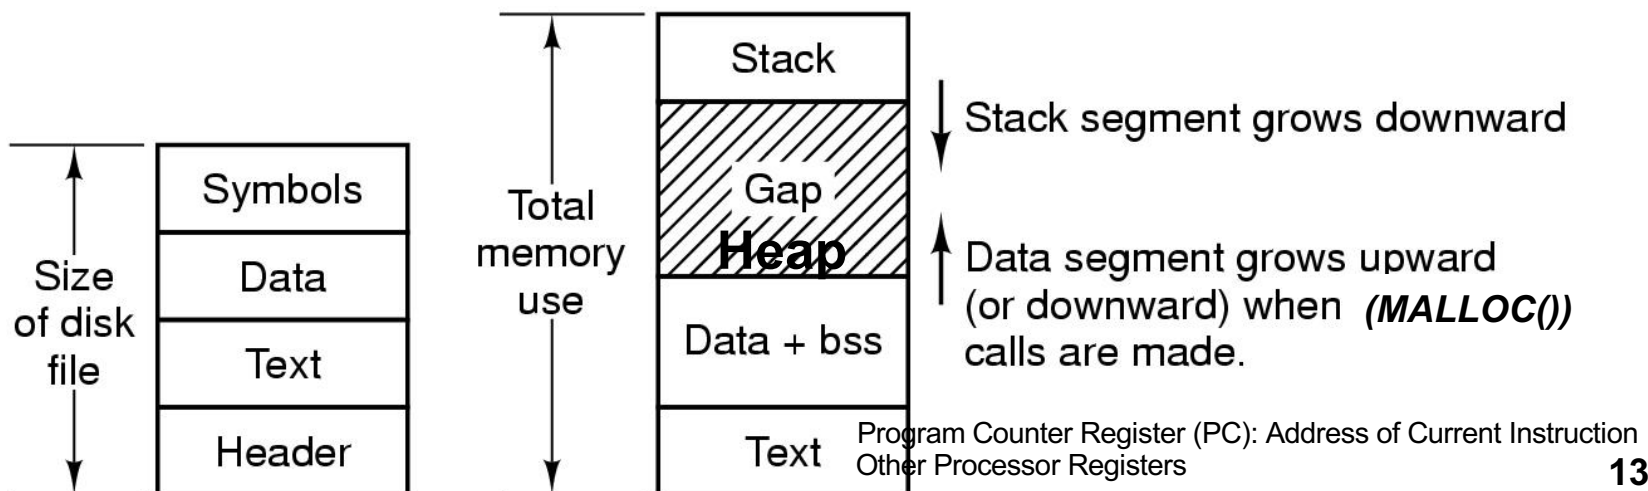 Size
of disk
file
Symbols
Data
Text
Header
Total
memory
use
Stack
Gap
Heap
Data + bss
Text
Stack segment grows downward
Data segment grows upward
(or downward) when (MALLOC())
calls are made.
Program Counter Register (PC): Address of Current Instruction
Other Processor Registers
13